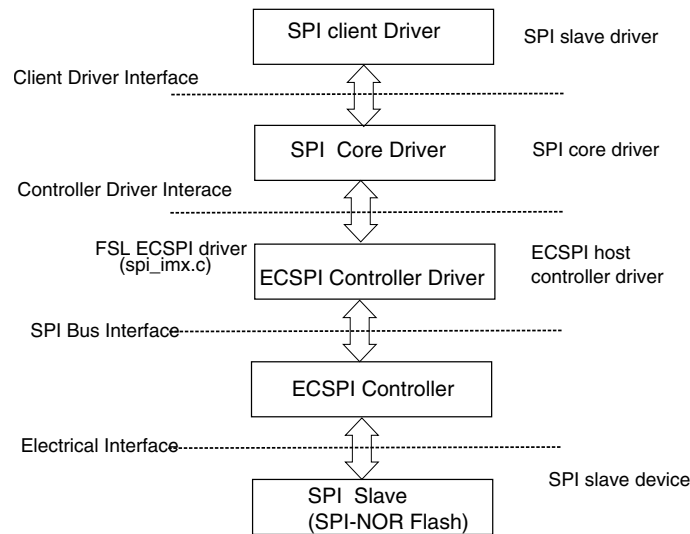 SPI client Driver
SPI slave driver
Client Driver Interface
SPI Core Driver
SPI core driver
Controller Driver Interace
FSL ECSPI driver
(spi_imx.c)
ECSPI Controller Driver
ECSPI host
controller driver
SPI Bus Interface
ECSPI Controller
Electrical Interface
SPI Slave
(SPI-NOR Flash)
SPI slave device